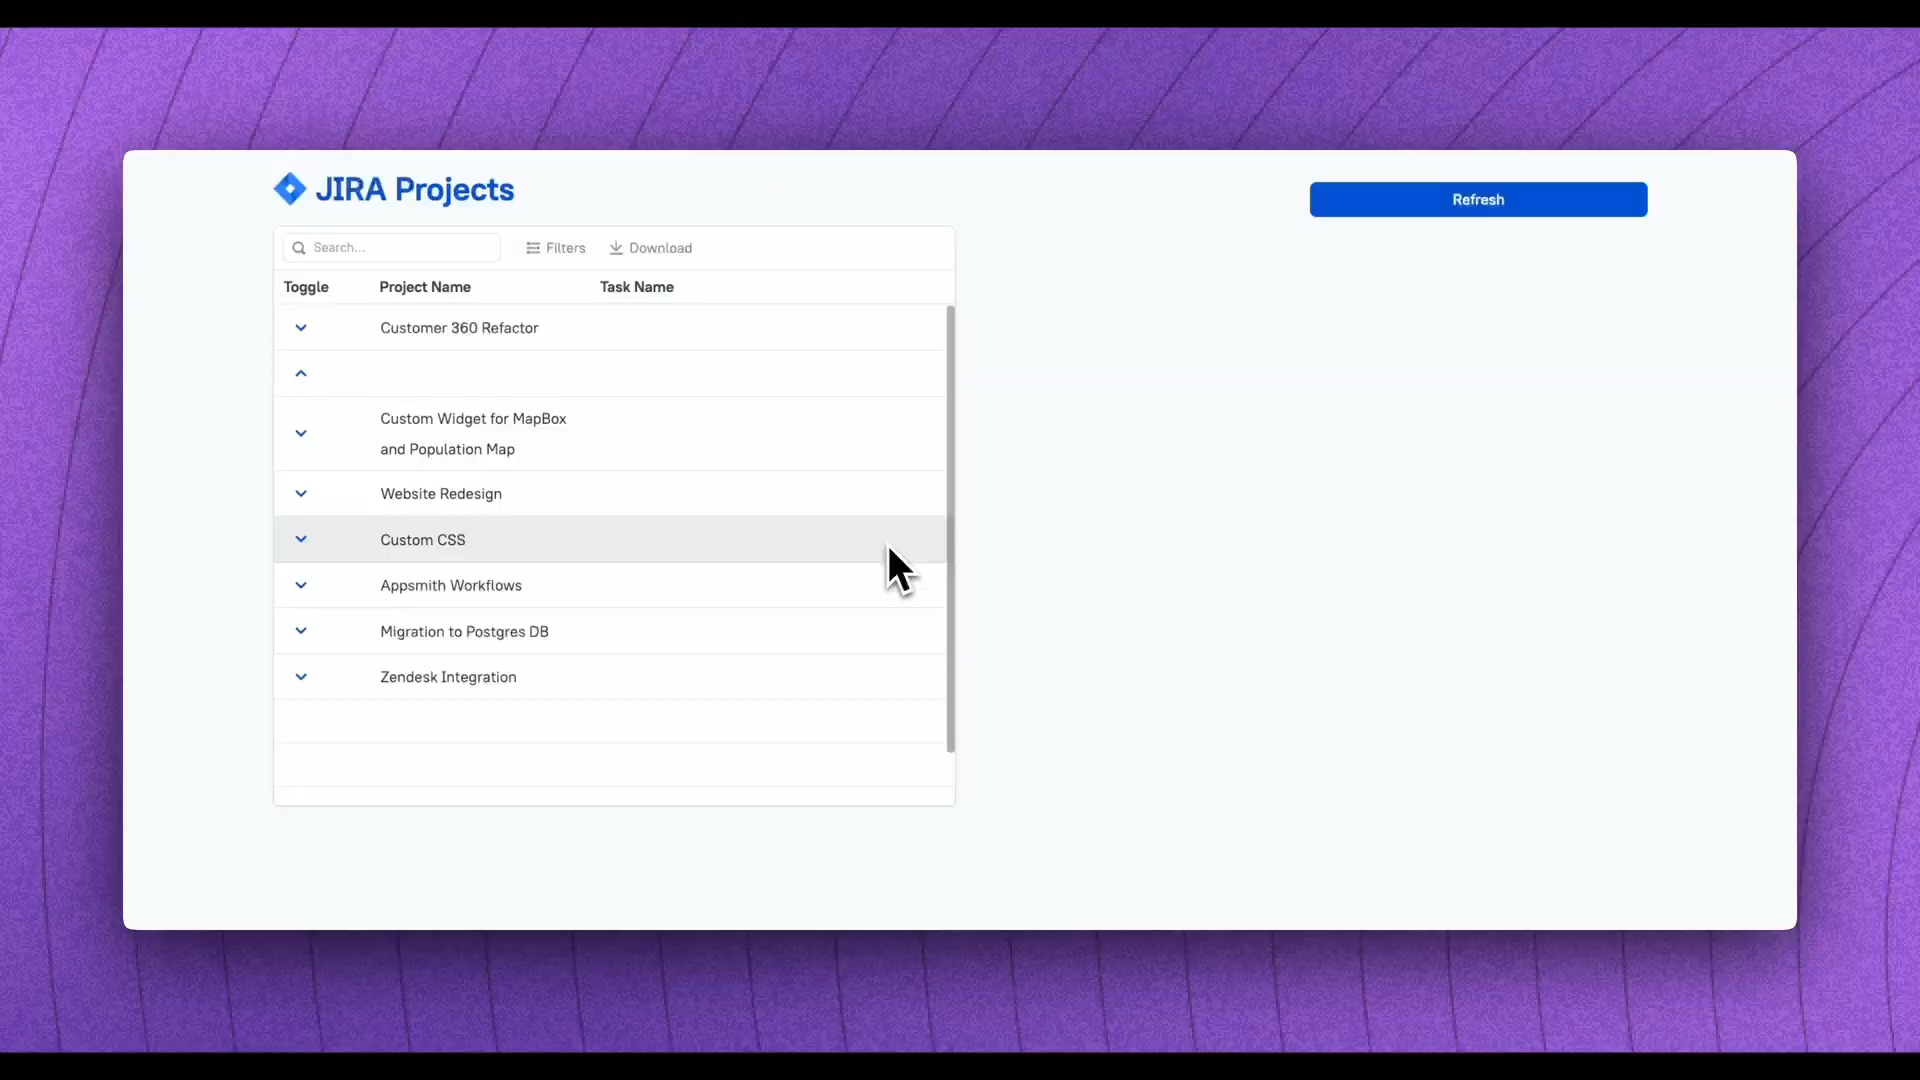 JIRA Projects
Refresh
Search...
Filters
Download
Toggle
Project Name
Task Name
Customer 360 Refactor
Custom Widget for MapBox
and Population Map
Website Redesign
Custom CSS
Appsmith Workflows
Migration to Postgres DB
Zendesk Integration